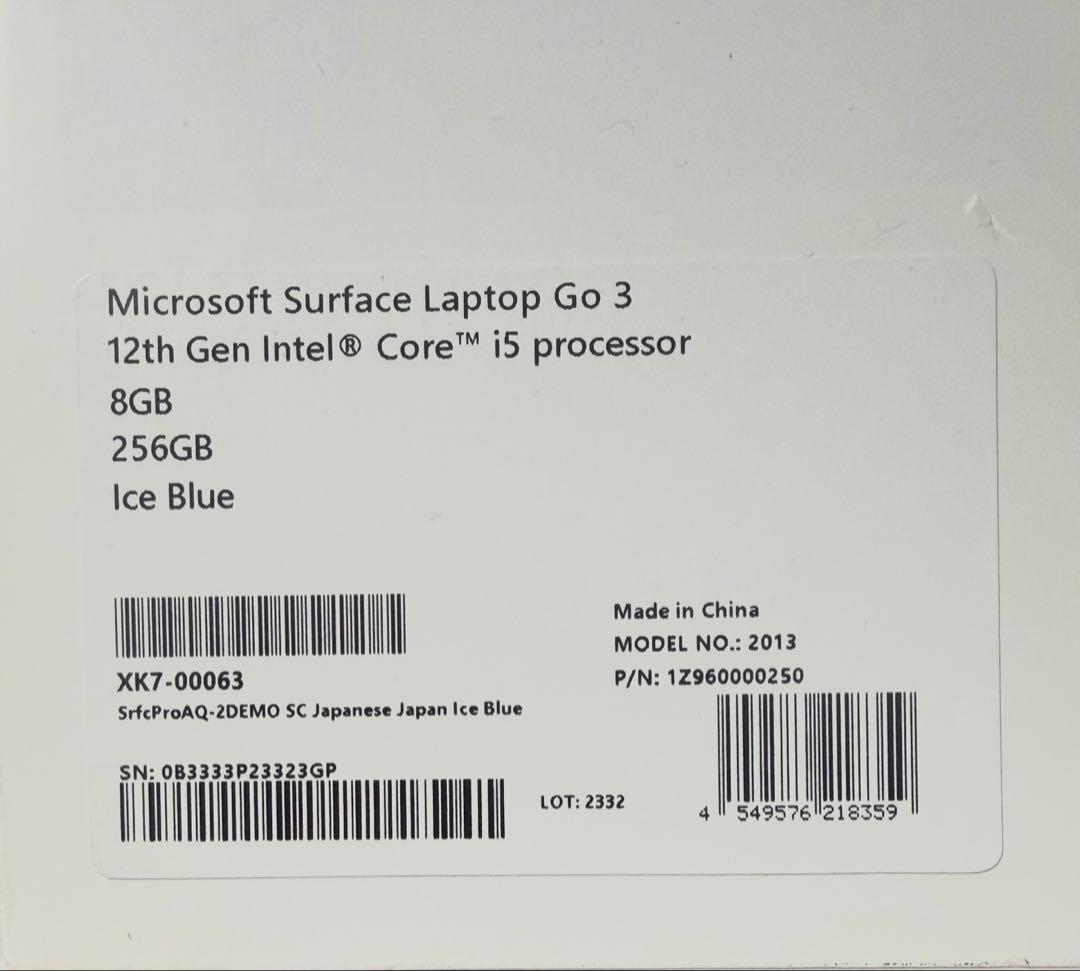 Microsoft Surface Laptop Go 3
12th Gen Intel® Core™ i5 processor
8GB
256GB
Ice Blue
XK7-00063
SrfcProAQ-2DEMO SC Japanese Japan Ice Blue
SN: 0B3333P23323GP
Made in China
MODEL NO.: 2013
P/N: 1Z960000250
LOT: 2332
4 549576 218359